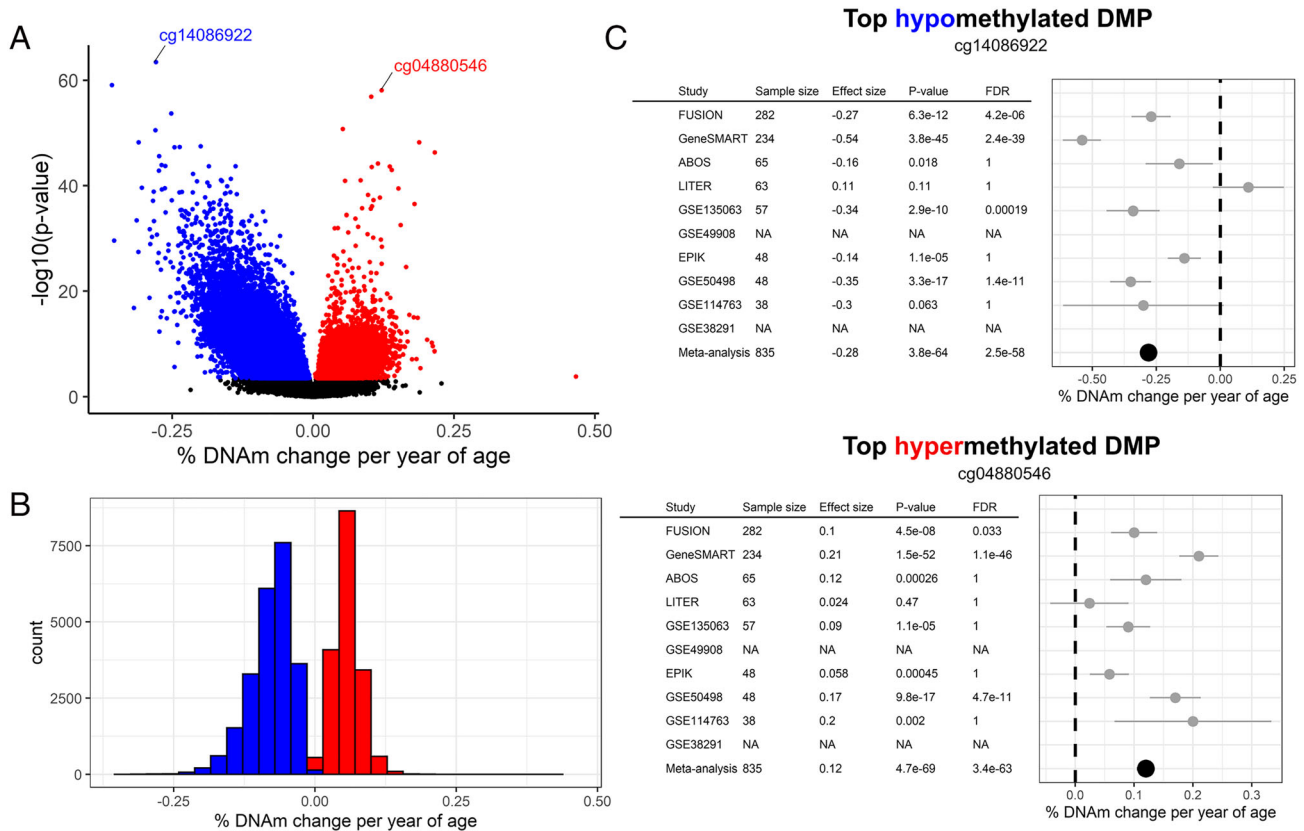 A
cg14086922
cg04880546
60
40
20
0
-log10(p-value)
-0.25 0.00 0.25 0.50
% DNAm change per year of age
B
7500
5000
2500
0
count
-0.25 0.00 0.25 0.50
% DNAm change per year of age
C
Top hypomethylated DMP
cg14086922
Study Sample size Effect size P-value FDR
FUSION 282 -0.27 6.3e-12 4.2e-06
GeneSMART 234 -0.54 3.8e-45 2.4e-39
ABOS 65 -0.16 0.018 1
LITER 63 0.11 0.11 1
GSE135063 57 -0.34 2.9e-10 0.00019
GSE49908 NA NA NA NA
EPIK 48 -0.14 1.1e-05 1
GSE50498 48 -0.35 3.3e-17 1.4e-11
GSE114763 38 -0.3 0.063 1
GSE38291 NA NA NA NA
Meta-analysis 835 -0.28 3.8e-64 2.5e-58
-0.50 -0.25 0.00 0.25
% DNAm change per year of age
Top hypermethylated DMP
cg04880546
Study Sample size Effect size P-value FDR
FUSION 282 0.1 4.5e-08 0.033
GeneSMART 234 0.21 1.5e-52 1.1e-46
ABOS 65 0.12 0.00026 1
LITER 63 0.024 0.47 1
GSE135063 57 0.09 1.1e-05 1
GSE49908 NA NA NA NA
EPIK 48 0.058 0.00045 1
GSE50498 48 0.17 9.8e-17 4.7e-11
GSE114763 38 0.2 0.002 1
GSE38291 NA NA NA NA
Meta-analysis 835 0.12 4.7e-69 3.4e-63
0.0 0.1 0.2 0.3
% DNAm change per year of age